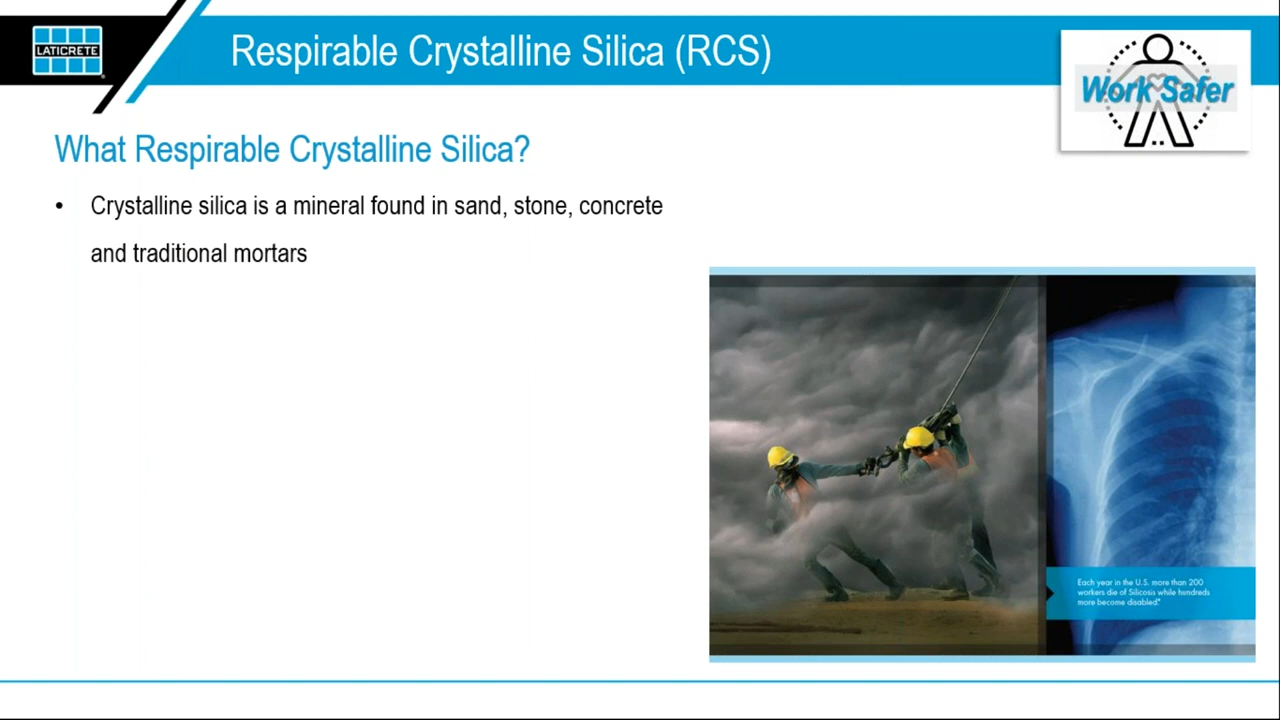 LATICRETE
Respirable Crystalline Silica (RCS)
Work Safer
What Respirable Crystalline Silica?
• Crystalline silica is a mineral found in sand, stone, concrete
and traditional mortars
Each year in the U.S. more than 200
workers die of Silicosis while hundreds
more become disabled.*